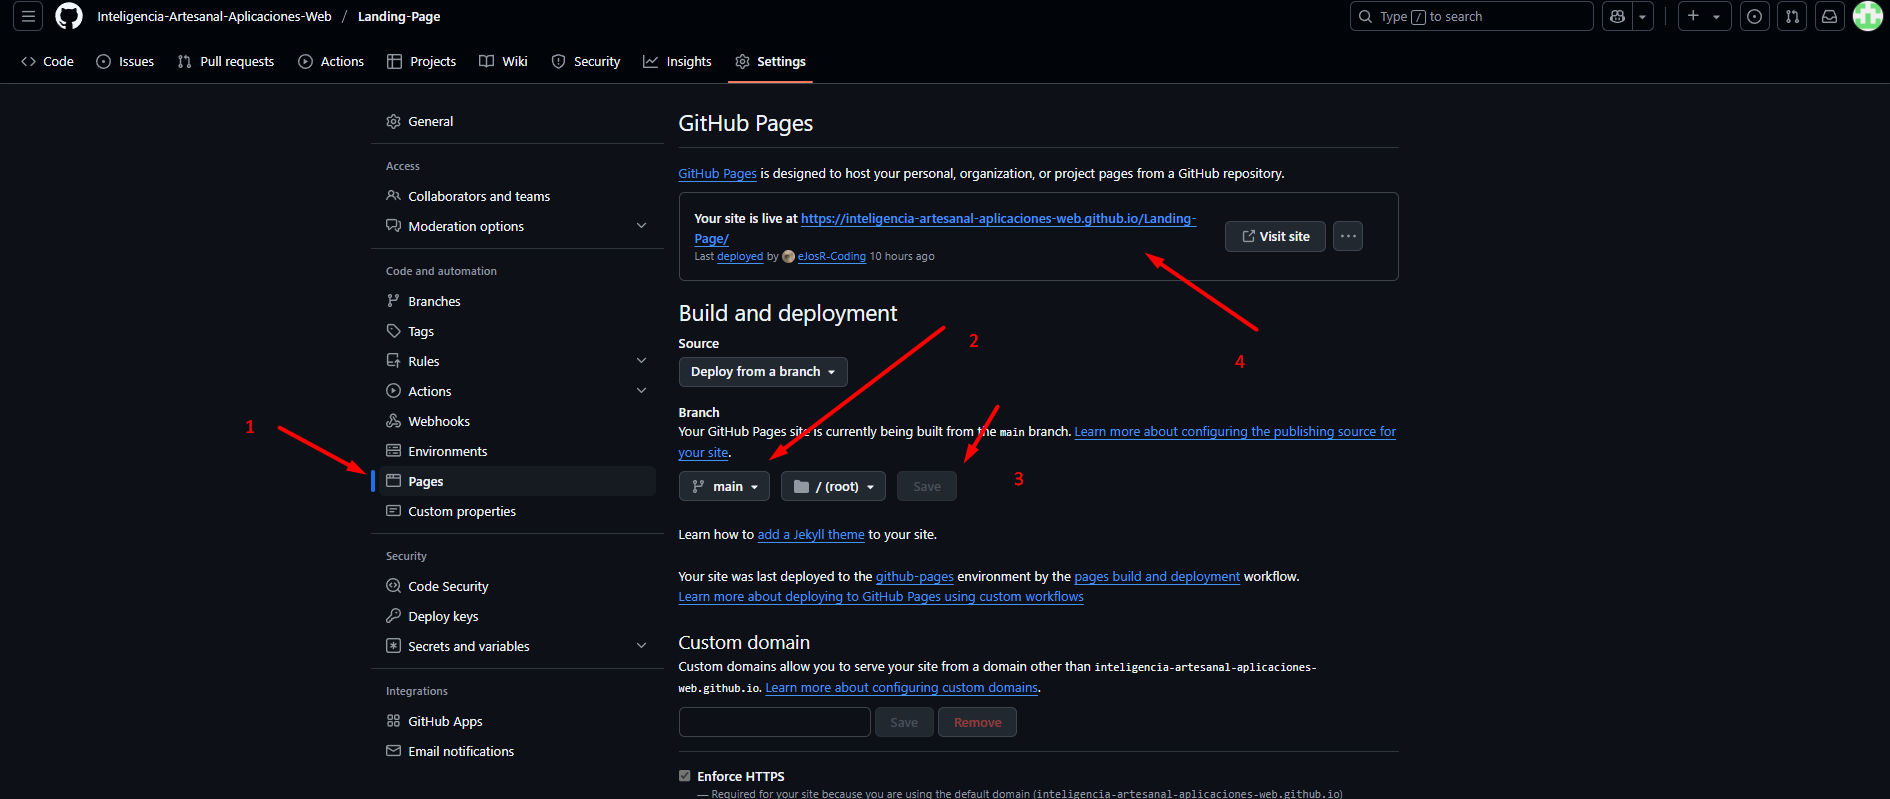 Inteligencia-Artesanal-Aplicaciones-Web / Landing-Page
Type / to search
Code Issues Pull requests Actions Projects Wiki Security Insights Settings
General
Access
Collaborators and teams
Moderation options
Code and automation
Branches
Tags
Rules
Actions
Webhooks
Environments
Pages
Custom properties
Security
Code Security
Deploy keys
Secrets and variables
Integrations
GitHub Apps
Email notifications
1
GitHub Pages
GitHub Pages is designed to host your personal, organization, or project pages from a GitHub repository.
Your site is live at https://inteligencia-artesanal-aplicaciones-web.github.io/Landing-
Page/
Last deployed by eJosR-Coding 10 hours ago
Visit site
4
Build and deployment
2
Source
Deploy from a branch
Branch
Your GitHub Pages site is currently being built from the main branch. Learn more about configuring the publishing source for
your site.
main / (root) Save
3
Learn how to add a Jekyll theme to your site.
Your site was last deployed to the github-pages environment by the pages build and deployment workflow.
Learn more about deploying to GitHub Pages using custom workflows
Custom domain
Custom domains allow you to serve your site from a domain other than inteligencia-artesanal-aplicaciones-
web.github.io. Learn more about configuring custom domains.
Save Remove
Enforce HTTPS
— Required for your site because you are using the default domain (inteligencia-artesanal-aplicaciones-web.github.io)